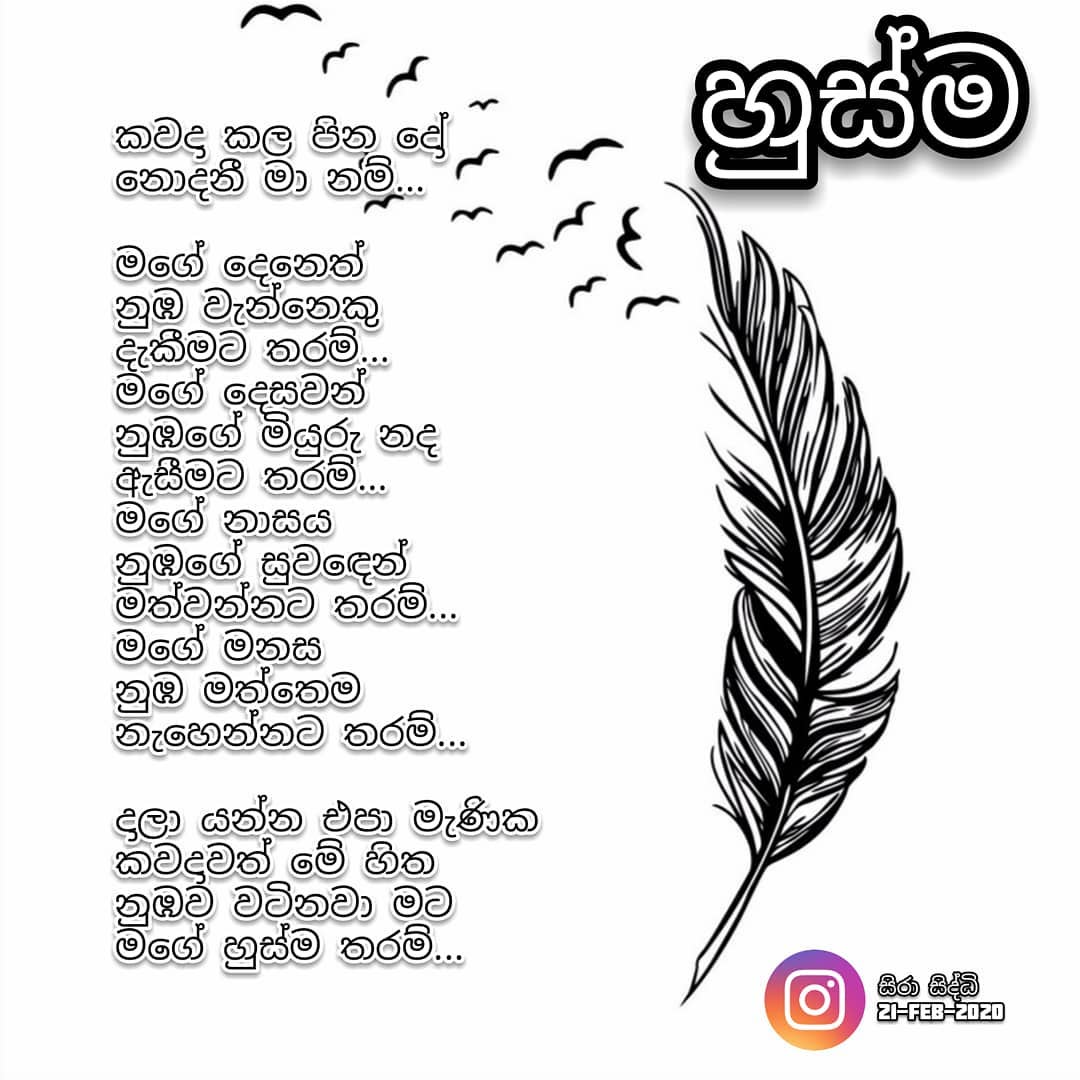 හුස්ම
කවදා කල පින දෝ
නොදනී මා නම්...
මගේ දෙනෙත්
නුඹ වැන්නෙකු
දැකීමට තරම්...
මගේ දෙසවන්
නුඹගේ මියුරු නද
ඇසීමට තරම්...
මගේ නාසය
නුඹගේ සුවඳෙන්
මත්වන්නට තරම්...
මගේ මනස
නුඹ මත්තෙම
නැහෙන්නට තරම්...
දාලා යන්න එපා මැණික
කවදාවත් මේ හිත
නුඹව වටිනවා මට
මගේ හුස්ම තරම්...
සිරා සිද්ධි
21-FEB-2020